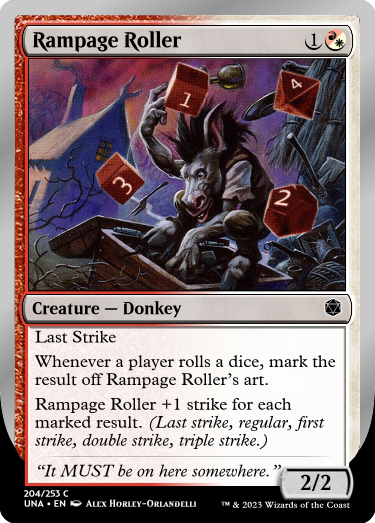 Rampage Roller 1
1
4
3
2
Creature — Donkey
Last Strike
Whenever a player rolls a dice, mark the
result off Rampage Roller's art.
Rampage Roller +1 strike for each
marked result. (Last strike, regular, first
strike, double strike, triple strike.)
"It MUST be on here somewhere."
2/2
204/253 C
UNA • EN ALEX HORLEY-ORLANDELLI ™ & © 2023 Wizards of the Coast